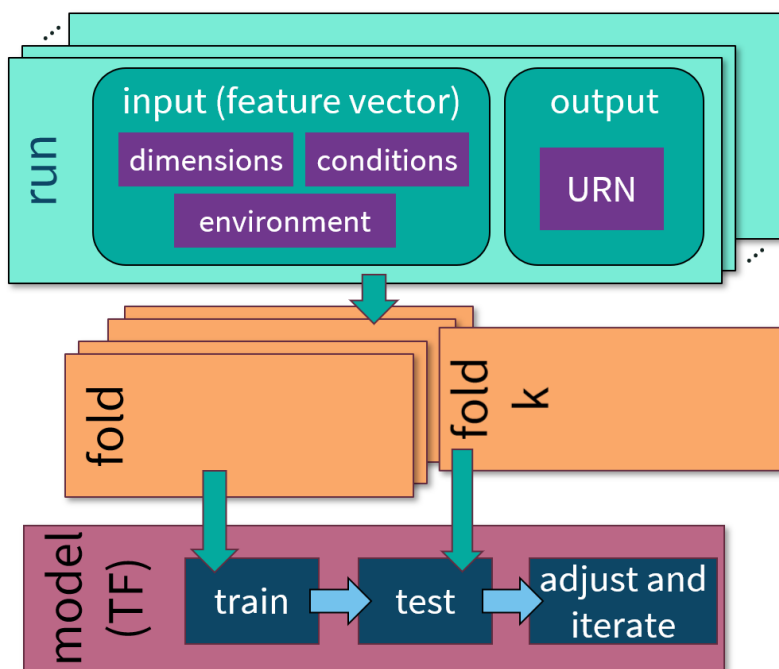 run
input (feature vector)
dimensions
conditions
environment
output
URN
fold
fold
k
model
(TF)
train
test
adjust and
iterate